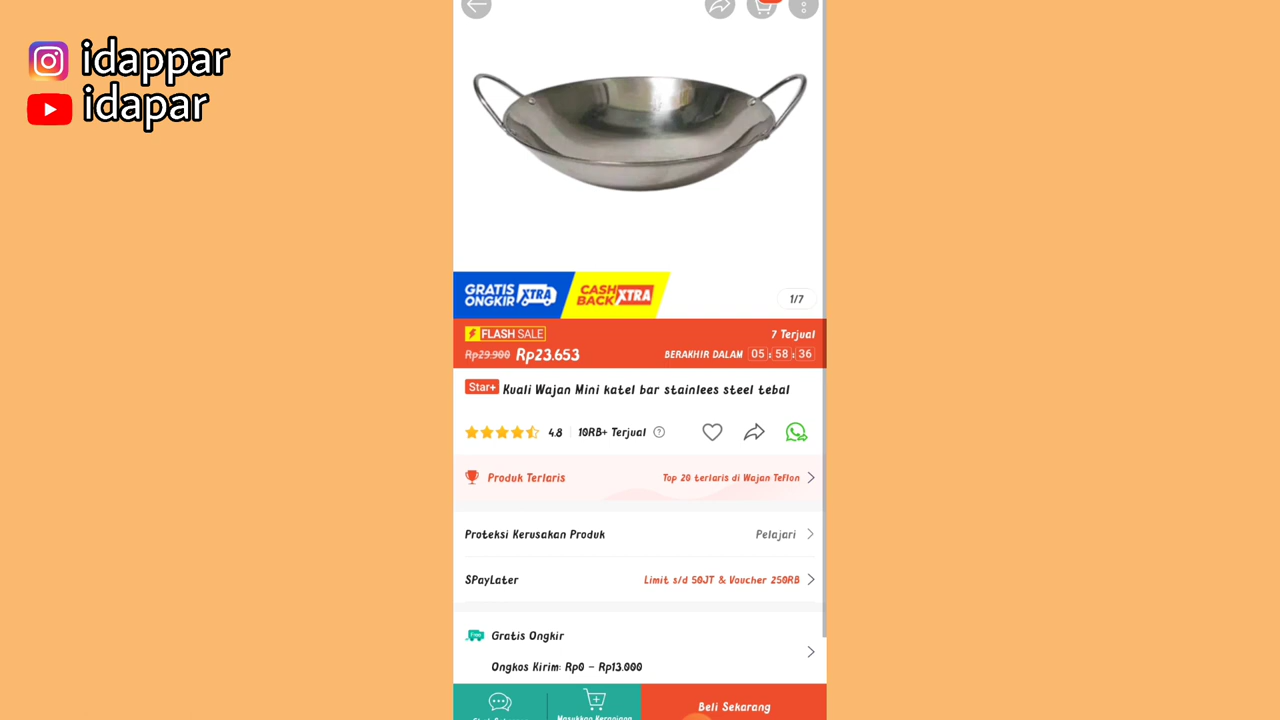 idappar
idapar
GRATIS ONGKIR XTRA
CASH BACK XTRA
1/7
FLASH SALE
7 Terjual
Rp29.900 Rp23.653
BERAKHIR DALAM 05:58:36
Star+ Kuali Wajan Mini katel bar stainlees steel tebal
4.8 10RB+ Terjual ?
Produk Terlaris
Top 20 terlaris di Wajan Teflon
Proteksi Kerusakan Produk
Pelajari
SPayLater
Limit s/d 50JT & Voucher 250RB
Gratis Ongkir
Ongkos Kirim: Rp0 – Rp13.000
Masukkan Keranjang
Beli Sekarang